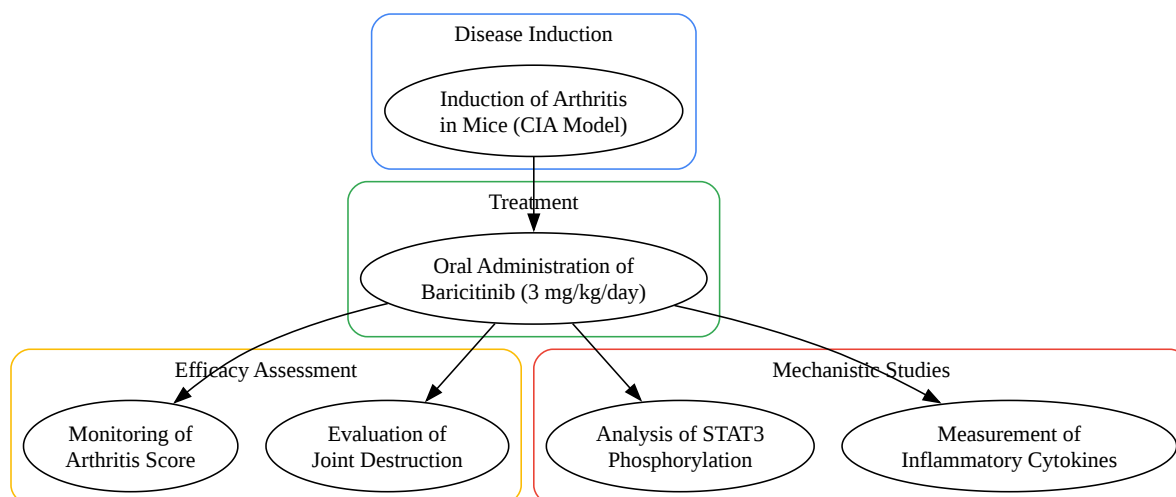 Disease Induction
Induction of Arthritis
in Mice (CIA Model)
Treatment
Oral Administration of
Baricitinib (3 mg/kg/day)
Efficacy Assessment
Monitoring of
Arthritis Score
Evaluation of
Joint Destruction
Mechanistic Studies
Analysis of STAT3
Phosphorylation
Measurement of
Inflammatory Cytokines